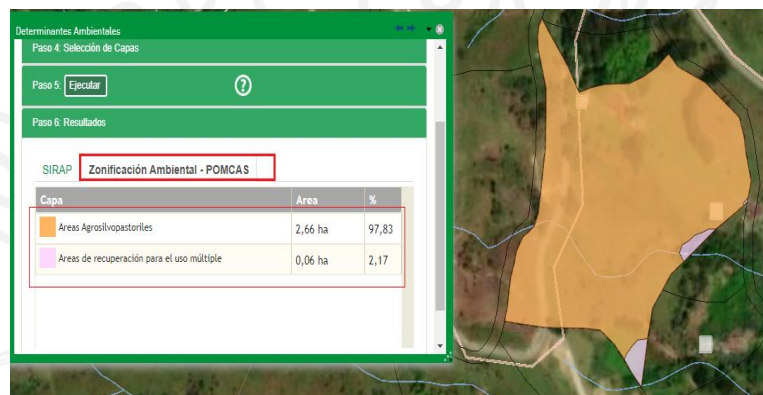 Determinantes Ambientales
Paso 4: Selección de Capas
Paso 5: Ejecutar ?
Paso 6: Resultados
SIRAP Zonificación Ambiental - POMCAS
Capa Area %
Areas Agrosilvopastoriles 2,66 ha 97,83
Areas de recuperación para el uso múltiple 0,06 ha 2,17